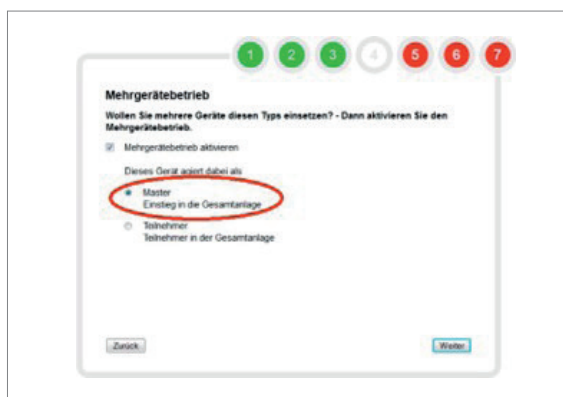 1 2 3 4 5 6 7
Mehrgerätebetrieb
Wollen Sie mehrere Geräte diesen Typs einsetzen? - Dann aktivieren Sie den
Mehrgerätebetrieb.
Mehrgerätebetrieb aktivieren
Dieses Gerät agiert dabei als
Master
Einstieg in die Gesamtanlage
Teilnehmer
Teilnehmer in der Gesamtanlage
Zurück
Weiter